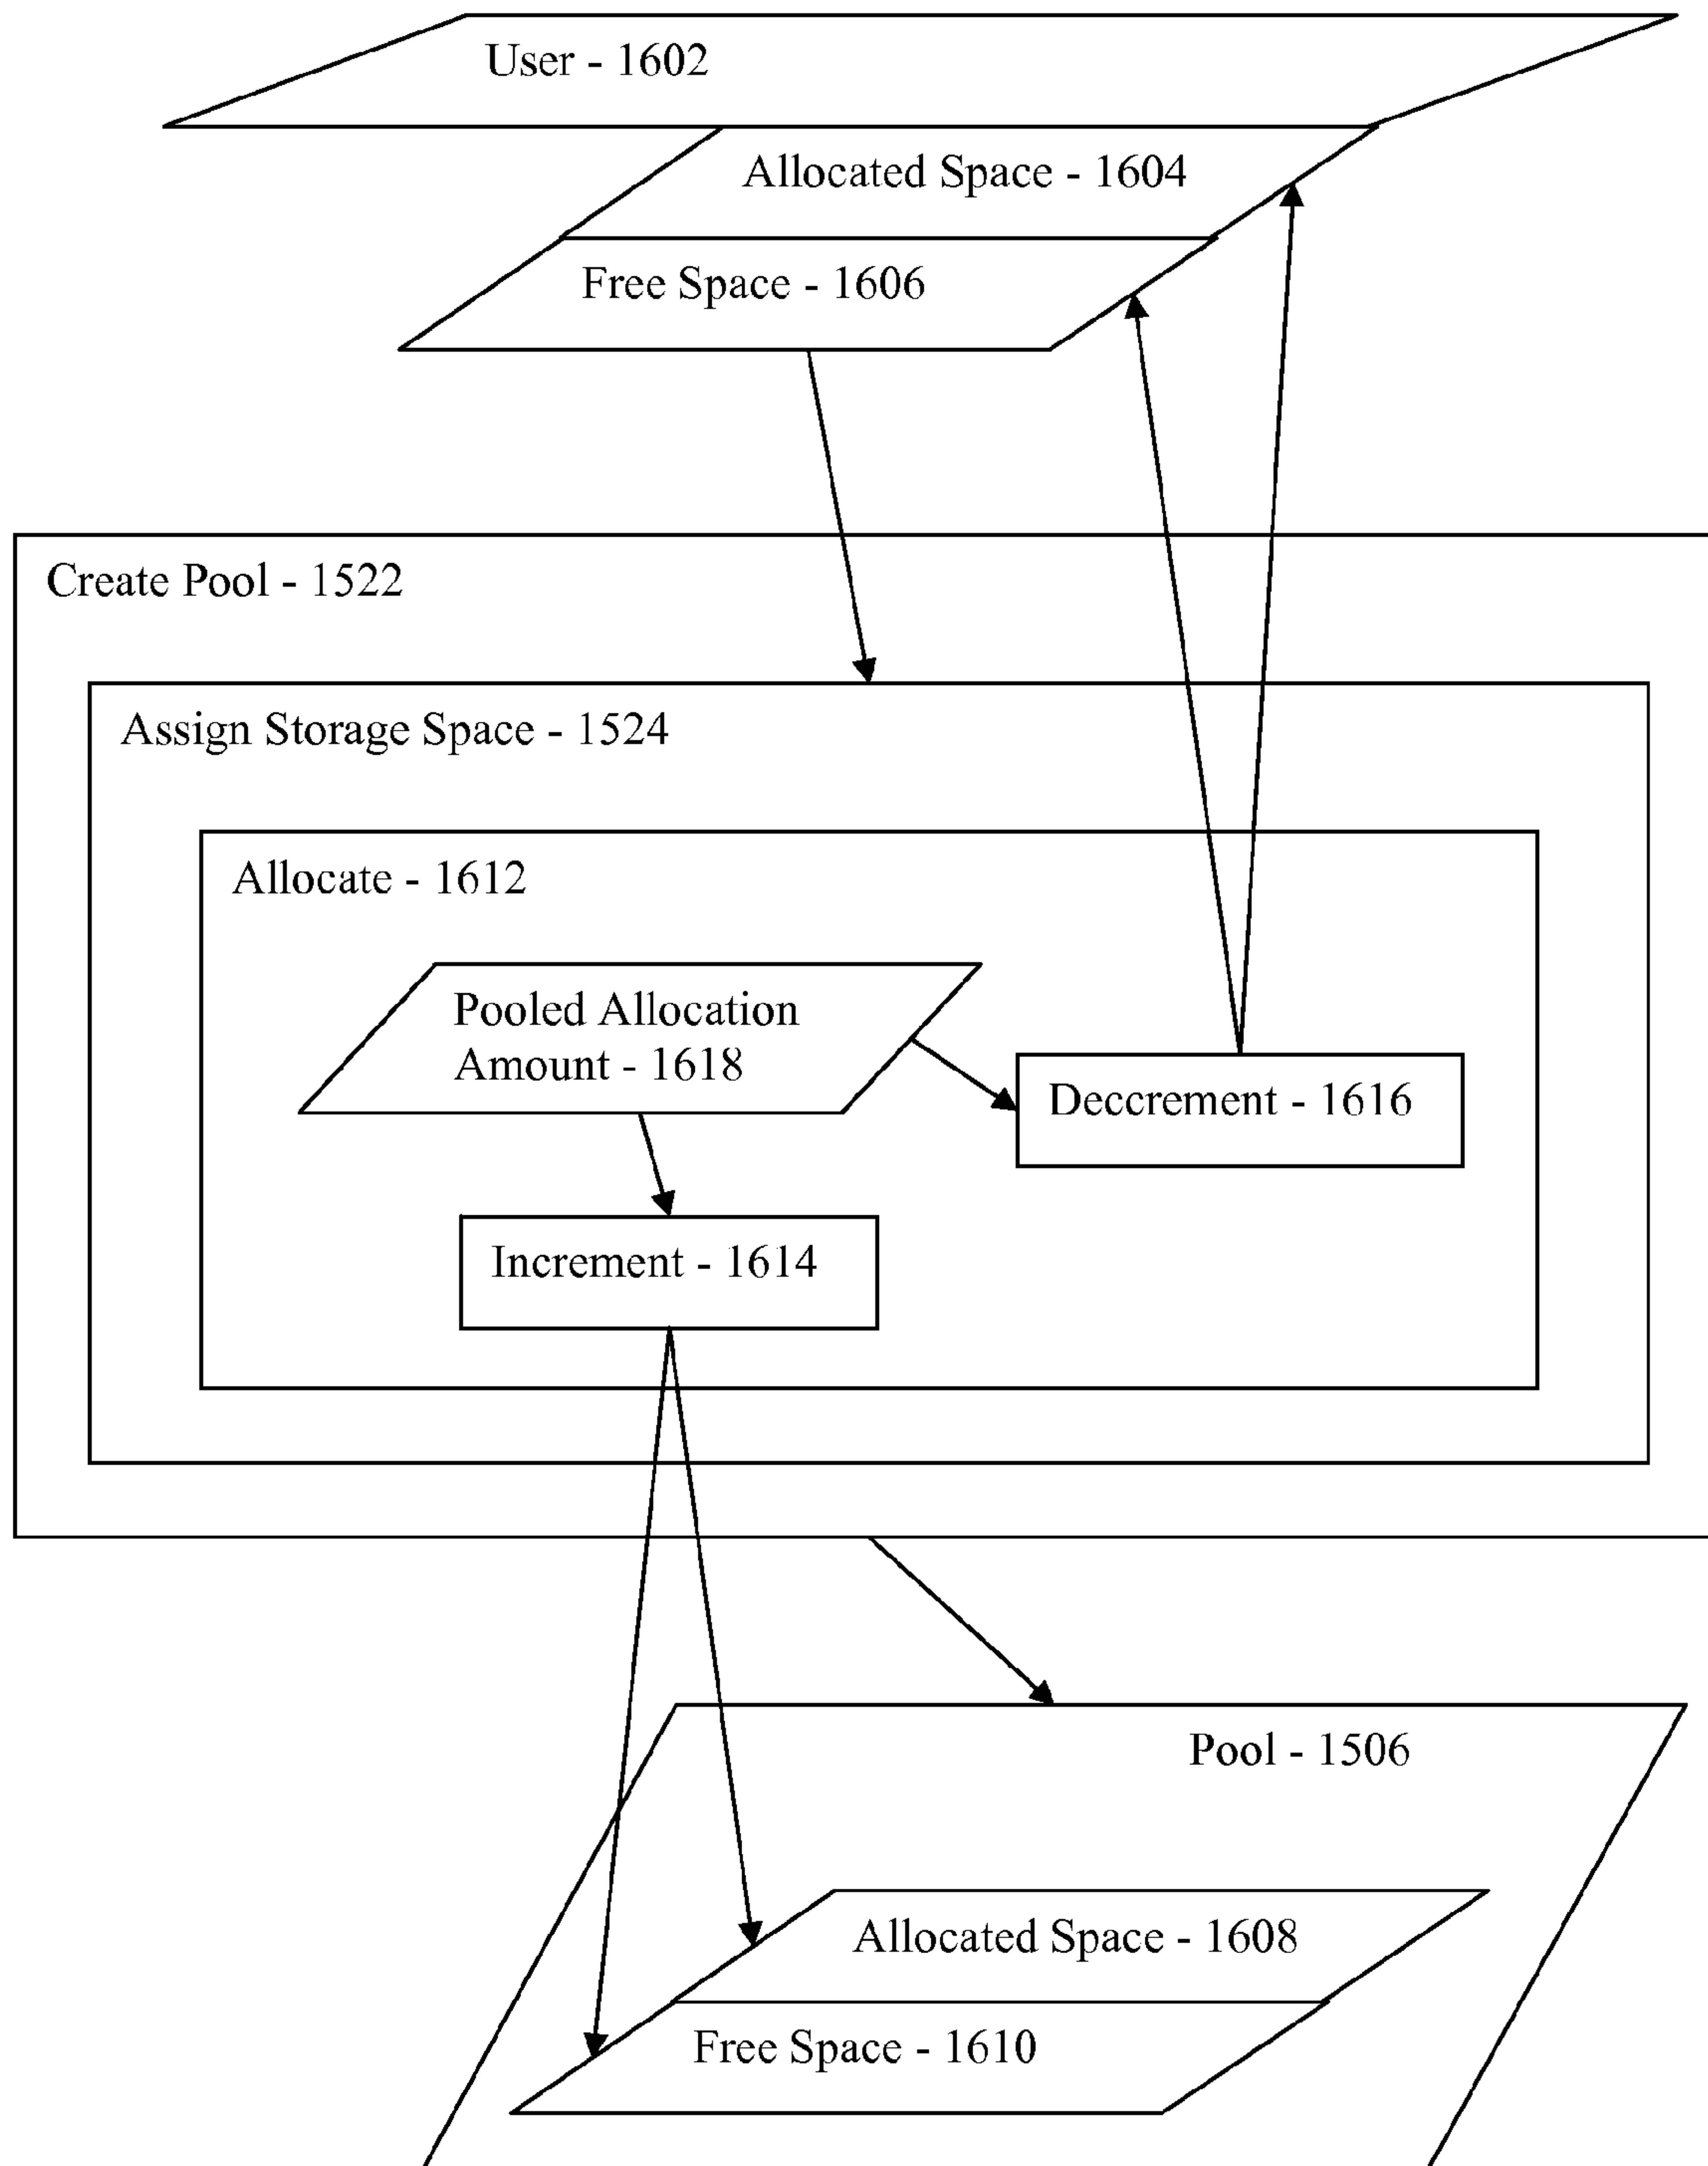 User - 1602
Allocated Space - 1604
Free Space - 1606
Create Pool - 1522
Assign Storage Space - 1524
Allocate - 1612
Pooled Allocation
Amount - 1618
Deccrement - 1616
Increment - 1614
Pool - 1506
Allocated Space - 1608
Free Space - 1610